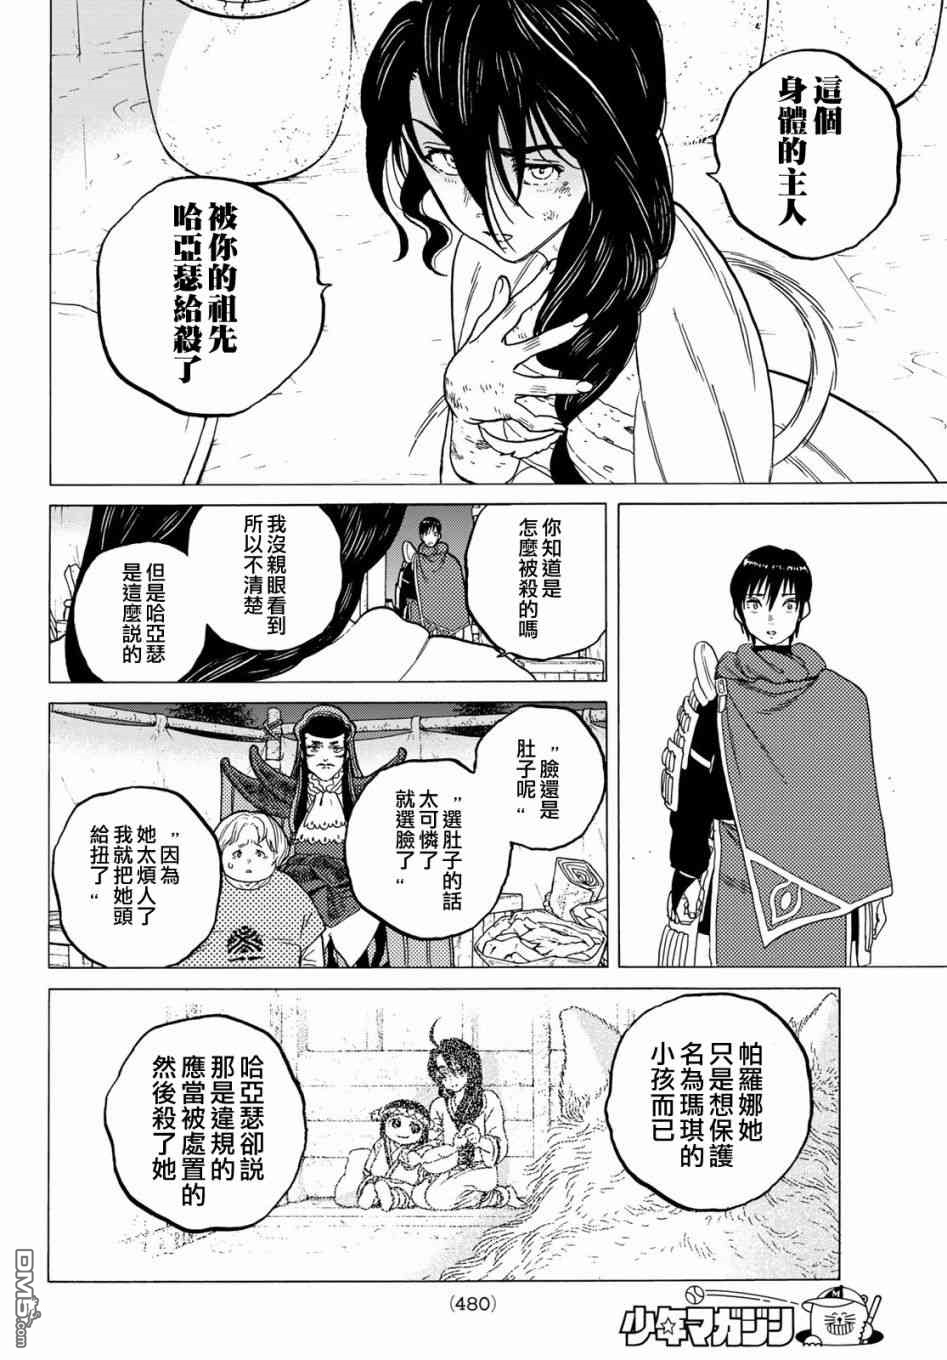 這個
身體的主人
被你的祖先
哈亞瑟給殺了
你知道是
怎麼被殺的嗎
我沒親眼看到
所以不清楚
但是哈亞瑟
是這麼說的
〃臉還是
肚子呢〃
〃選肚子的話
太可憐了
就選臉了〃
〃因為
她太煩人了
我就把她頭
給扭了〃
帕羅娜她
只是想保護
名為瑪琪的
小孩而已
哈亞瑟卻說
那是違規的
應當被處置的
然後殺了她
(480)
少年マガジン
M
DM5.com
漫画人